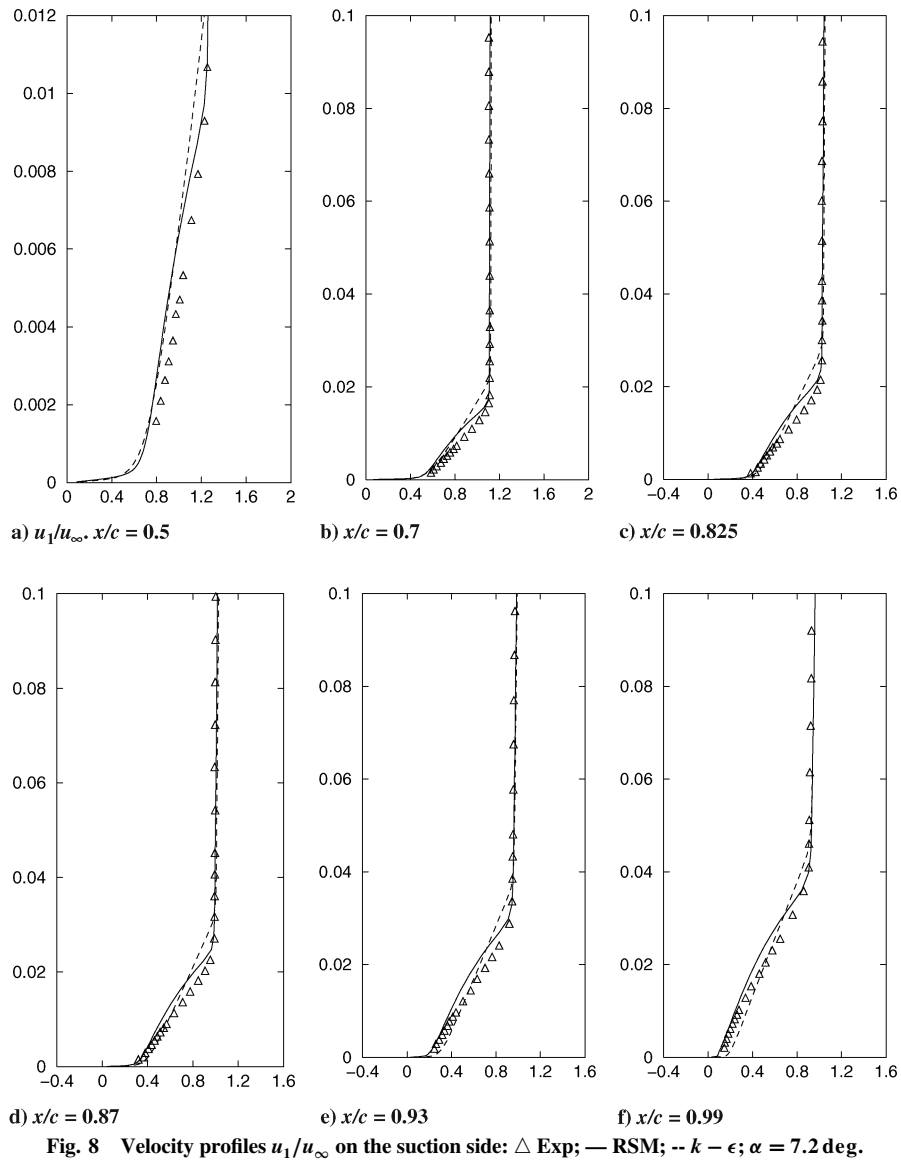 0.012
0.01
0.008
0.006
0.004
0.002
0
0 0.4 0.8 1.2 1.6 2
a) u₁/u∞. x/c = 0.5
0.1
0.08
0.06
0.04
0.02
0
0 0.4 0.8 1.2 1.6 2
b) x/c = 0.7
0.1
0.08
0.06
0.04
0.02
0
−0.4 0 0.4 0.8 1.2 1.6
c) x/c = 0.825
0.1
0.08
0.06
0.04
0.02
0
−0.4 0 0.4 0.8 1.2 1.6
d) x/c = 0.87
0.1
0.08
0.06
0.04
0.02
0
−0.4 0 0.4 0.8 1.2 1.6
e) x/c = 0.93
0.1
0.08
0.06
0.04
0.02
0
−0.4 0 0.4 0.8 1.2 1.6
f) x/c = 0.99
Fig. 8 Velocity profiles u₁/u∞ on the suction side: △ Exp; — RSM; -- k − ϵ; α = 7.2 deg.